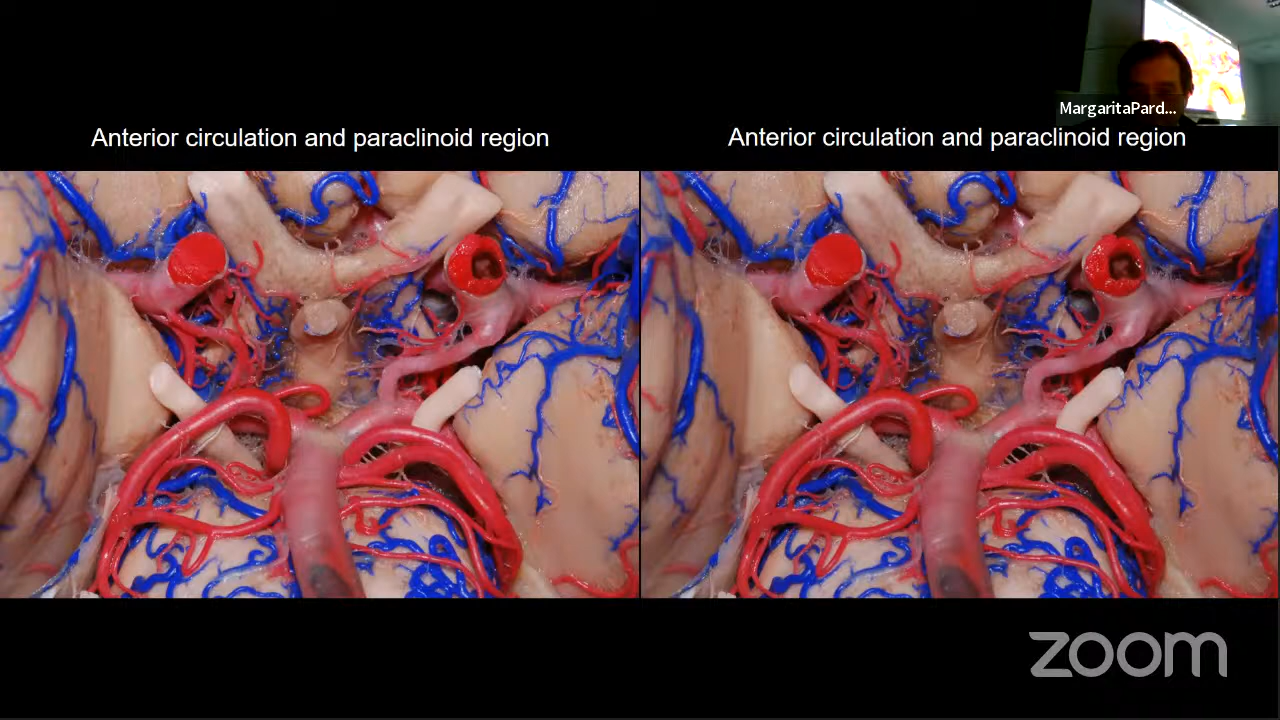 MargaritaPard...
Anterior circulation and paraclinoid region
Anterior circulation and paraclinoid region
zoom